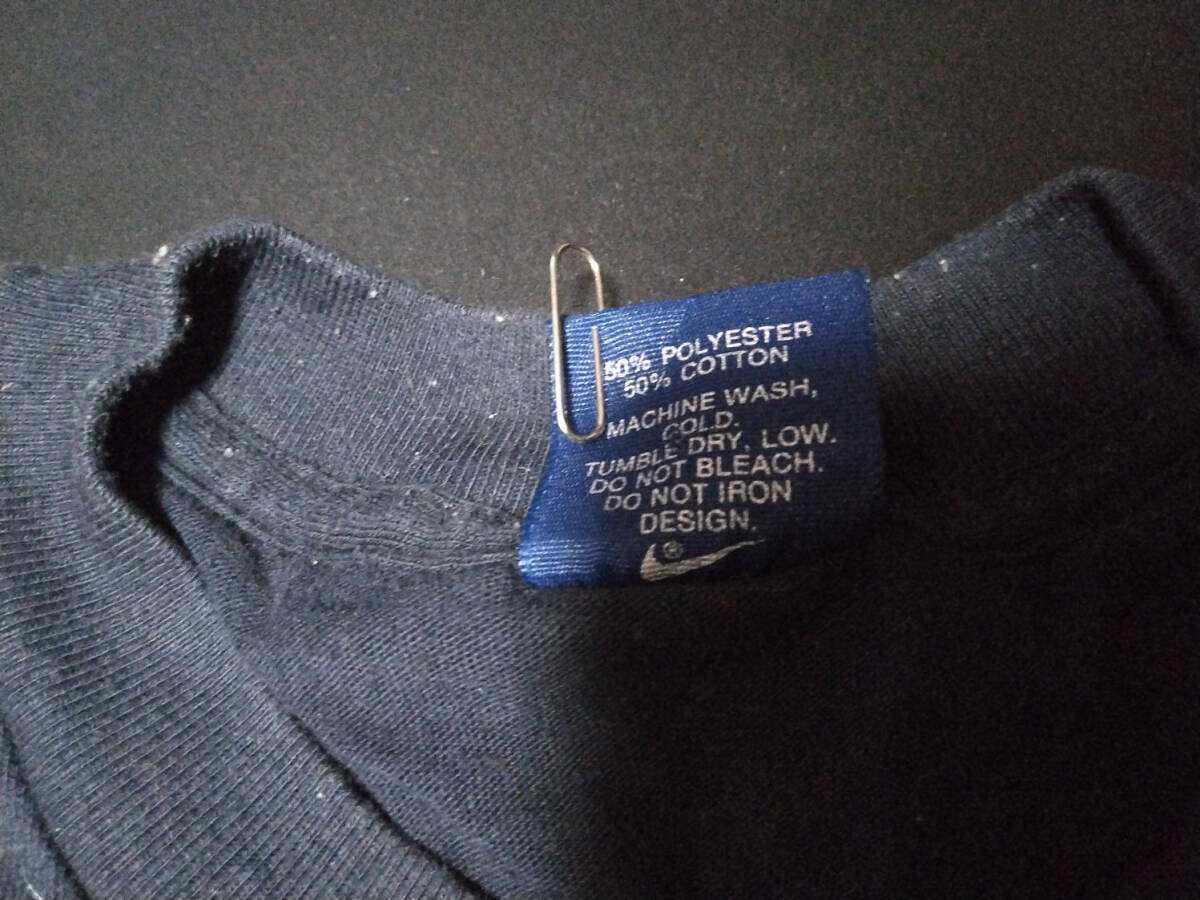 50% POLYESTER
50% COTTON
MACHINE WASH,
COLD.
TUMBLE DRY, LOW.
DO NOT BLEACH.
DO NOT IRON
DESIGN.
®